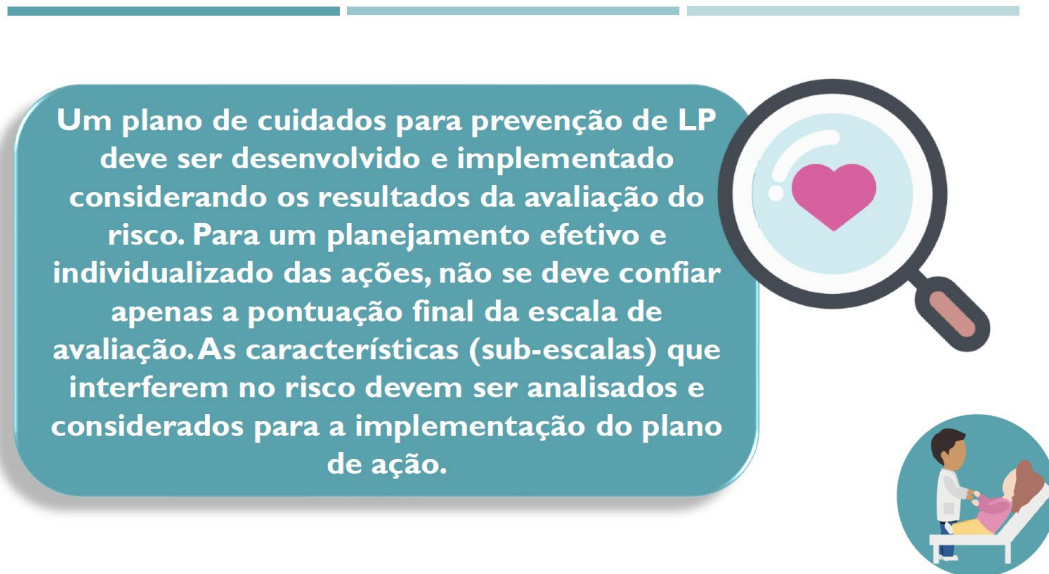 Um plano de cuidados para prevenção de LP
deve ser desenvolvido e implementado
considerando os resultados da avaliação do
risco. Para um planejamento efetivo e
individualizado das ações, não se deve confiar
apenas a pontuação final da escala de
avaliação. As características (sub-escalas) que
interferem no risco devem ser analisados e
considerados para a implementação do plano
de ação.